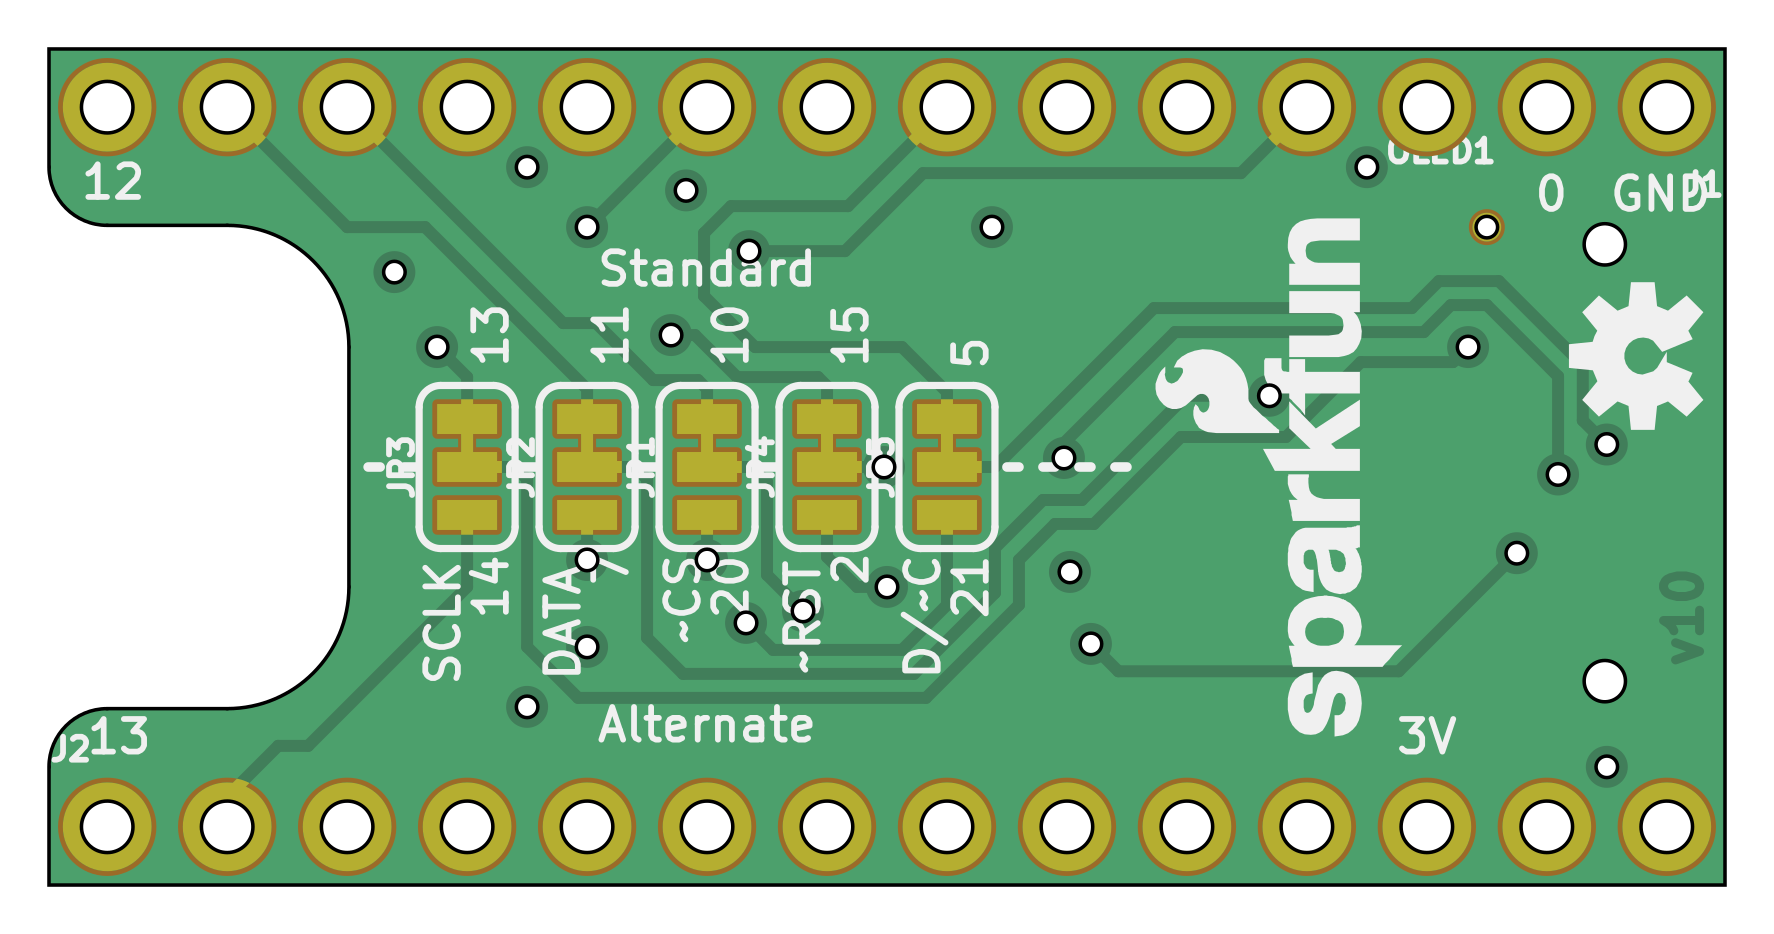 OLED1
12
0
GND
J1
Standard
13
11
10
15
5
JP3
JP2
JP1
JP4
JP5
SCLK
14
DATA
7
~CS
20
~RST
2
D/~C
21
sparkfun
v10
Alternate
J2
13
3V